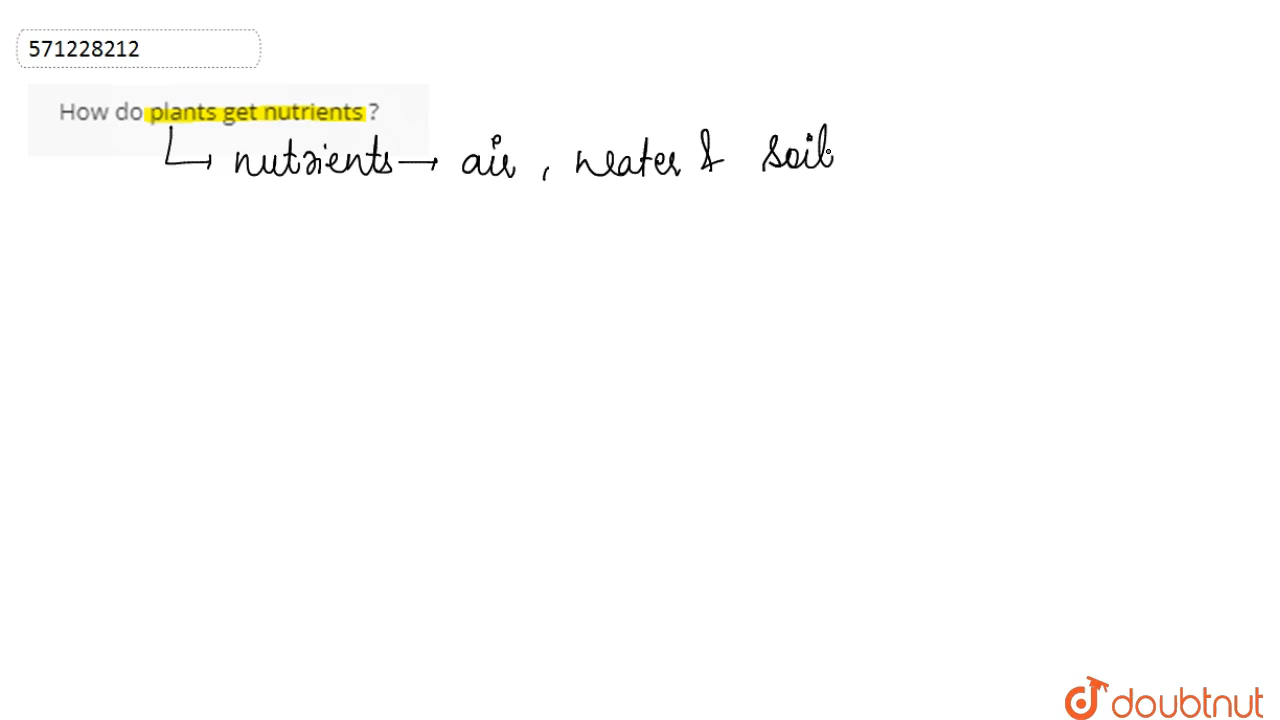 571228212
How do plants get nutrients ?
nutrients → air , water & soil
doubtnut